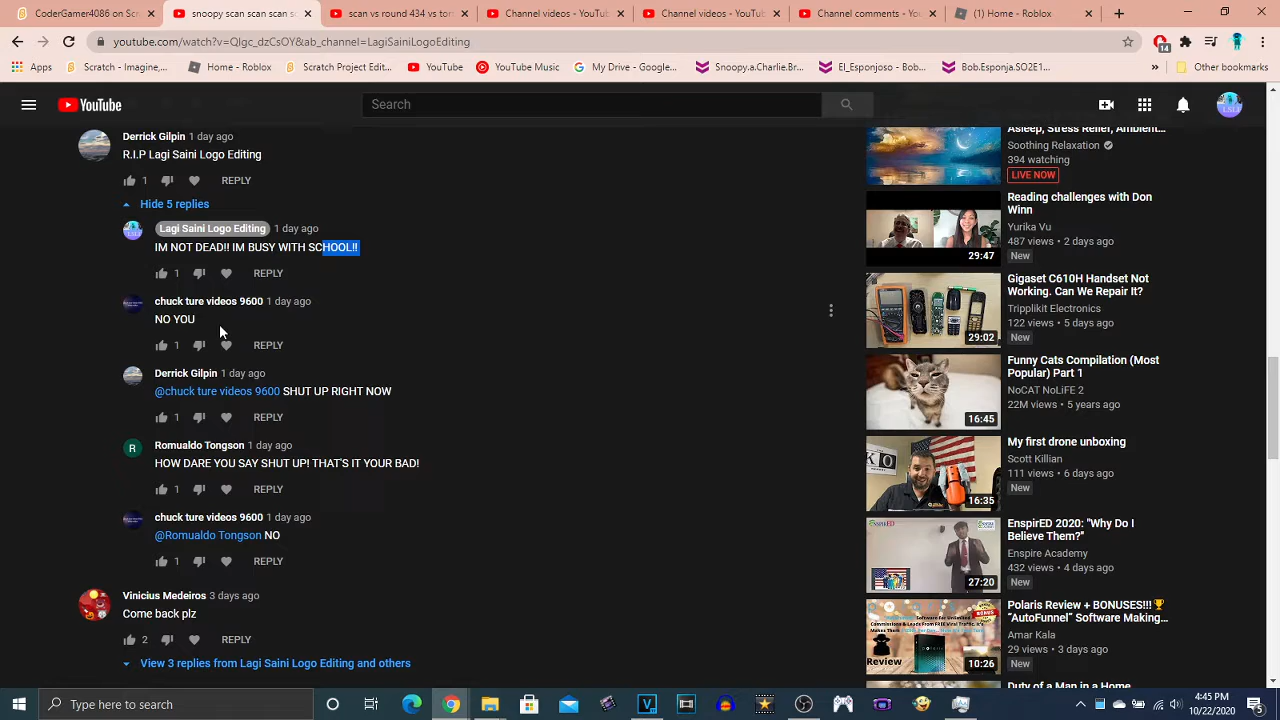 CoderGamer4086 on Scr
snoopy sai scan scan
scan vs round 434 tom
Channel videos - YouTube
Channel videos - YouTube
Channel comments - You
(1) Home - Roblox
youtube.com/watch?v=QIgc_dzCsOY&ab_channel=LagiSainiLogoEditing
14
Apps
Scratch - Imagine,...
Home - Roblox
Scratch Project Edit...
YouTube
YouTube Music
My Drive - Google...
Snoopy.a.Charlie.Br...
El_Esponjoso - Emp...
Bob.Esponja.SO2E1...
Other bookmarks
YouTube
Search
Derrick Gilpin 1 day ago
R.I.P Lagi Saini Logo Editing
1 REPLY
Hide 5 replies
Lagi Saini Logo Editing 1 day ago
IM NOT DEAD!! IM BUSY WITH SCHOOL!!
1 REPLY
chuck ture videos 9600 1 day ago
NO YOU
1 REPLY
Derrick Gilpin 1 day ago
@chuck ture videos 9600 SHUT UP RIGHT NOW
1 REPLY
R
Romualdo Tongson 1 day ago
HOW DARE YOU SAY SHUT UP! THAT'S IT YOUR BAD!
1 REPLY
chuck ture videos 9600 1 day ago
@Romualdo Tongson NO
1 REPLY
Vinicius Medeiros 3 days ago
Come back plz
2 REPLY
View 3 replies from Lagi Saini Logo Editing and others
Asleep, Stress Relief, Ambient...
Soothing Relaxation
394 watching
LIVE NOW
29:47
Reading challenges with Don
Winn
Yurika Vu
487 views • 2 days ago
New
29:02
Gigaset C610H Handset Not
Working. Can We Repair It?
Tripplikit Electronics
122 views • 5 days ago
New
16:45
Funny Cats Compilation (Most
Popular) Part 1
NoCAT NoLiFE 2
22M views • 5 years ago
16:35
My first drone unboxing
Scott Killian
111 views • 6 days ago
New
27:20
EnspirED 2020: "Why Do I
Believe Them?"
Enspire Academy
432 views • 4 days ago
New
Review
10:26
Polaris Review + BONUSES!!!🏆
“AutoFunnel” Software Making...
Amar Kala
29 views • 3 days ago
New
Duty of a Man in a Home
Type here to search
4:45 PM
10/22/2020